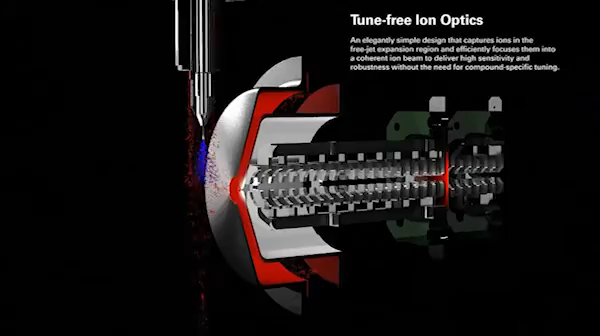 Tune-free Ion Optics
An elegantly simple design that captures ions in the
free-jet expansion region and efficiently focuses them into
a coherent ion beam to deliver high sensitivity and
robustness without the need for compound-specific tuning.